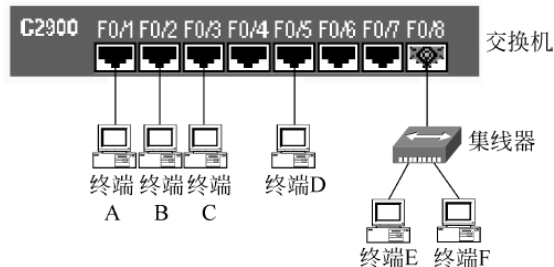 C2900 F0/1 F0/2 F0/3 F0/4 F0/5 F0/6 F0/7 F0/8
交换机
集线器
终端 终端 终端 终端D
A B C
终端E 终端F